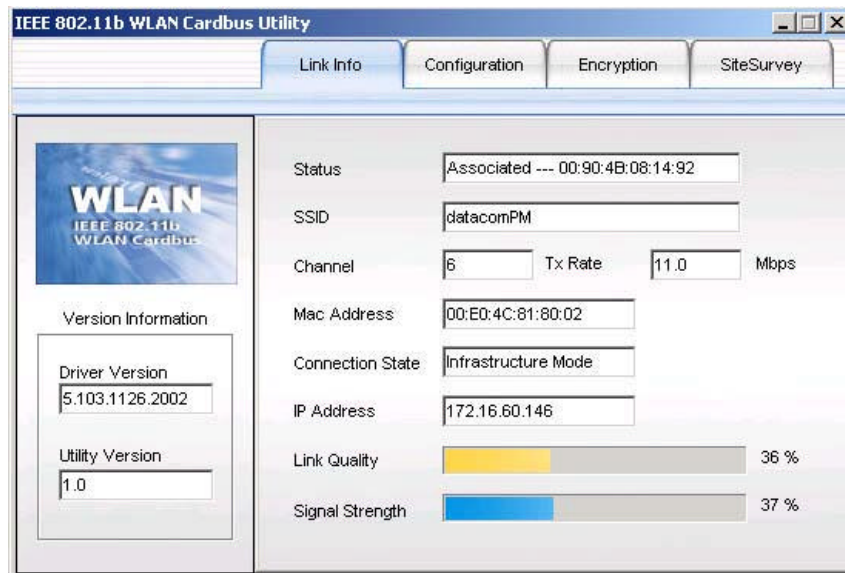 IEEE 802.11b WLAN Cardbus Utility
Link Info
Configuration
Encryption
SiteSurvey
WLAN
IEEE 802.11b
WLAN Cardbus
Version Information
Driver Version
5.103.1126.2002
Utility Version
1.0
Status
Associated --- 00:90:4B:08:14:92
SSID
datacomPM
Channel
6
Tx Rate
11.0
Mbps
Mac Address
00:E0:4C:81:80:02
Connection State
Infrastructure Mode
IP Address
172.16.60.146
Link Quality
36 %
Signal Strength
37 %